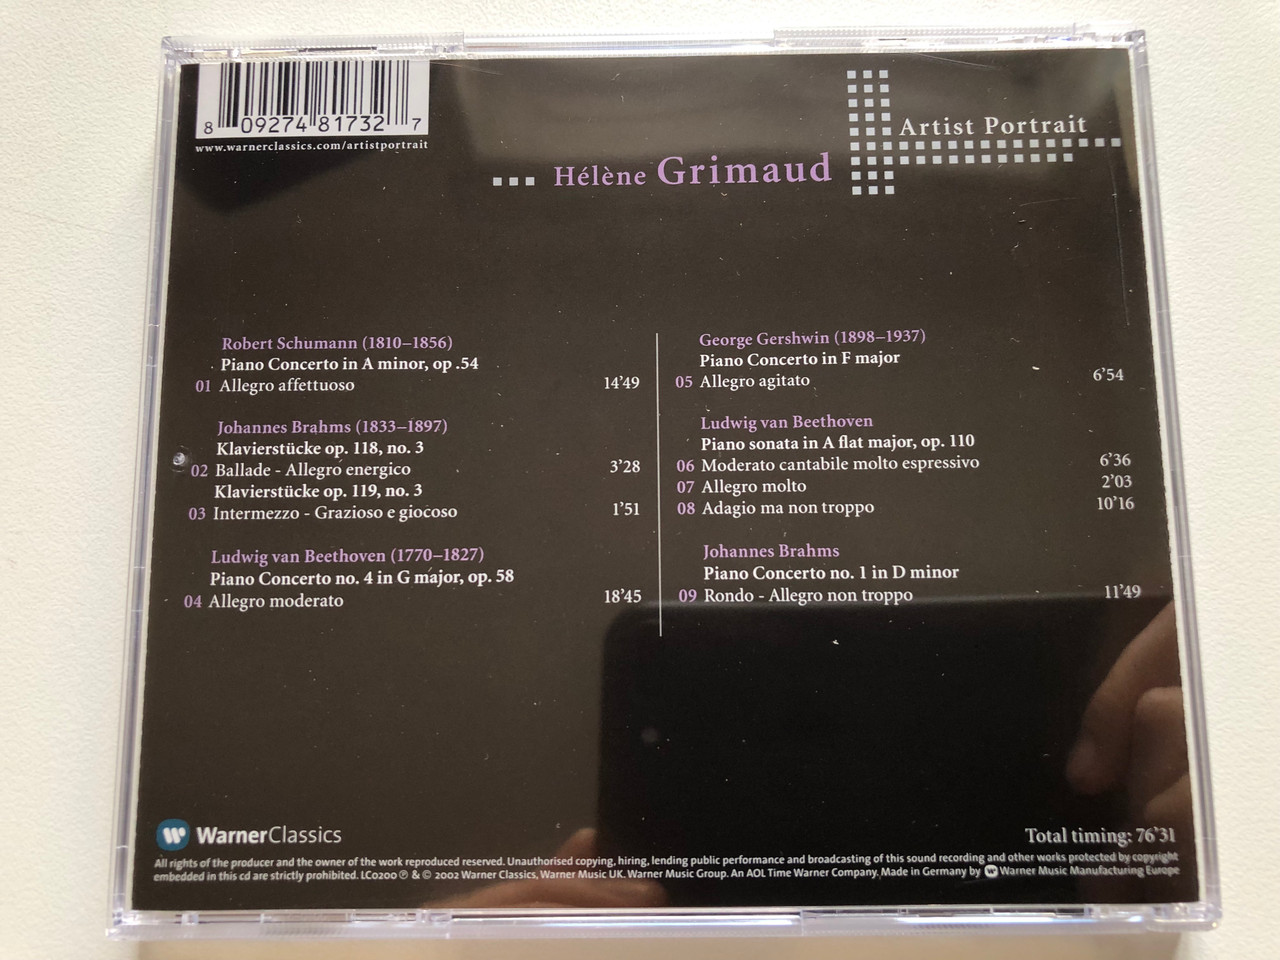 8 09274 81732 7
www.warnerclassics.com/artistportrait
Artist Portrait
... Hélène Grimaud
Robert Schumann (1810–1856)
Piano Concerto in A minor, op .54
01 Allegro affettuoso 14'49
Johannes Brahms (1833–1897)
Klavierstücke op. 118, no. 3
02 Ballade - Allegro energico 3'28
Klavierstücke op. 119, no. 3
03 Intermezzo - Grazioso e giocoso 1'51
Ludwig van Beethoven (1770–1827)
Piano Concerto no. 4 in G major, op. 58
04 Allegro moderato 18'45
George Gershwin (1898–1937)
Piano Concerto in F major
05 Allegro agitato 6'54
Ludwig van Beethoven
Piano sonata in A flat major, op. 110
06 Moderato cantabile molto espressivo 6'36
07 Allegro molto 2'03
08 Adagio ma non troppo 10'16
Johannes Brahms
Piano Concerto no. 1 in D minor
09 Rondo - Allegro non troppo 11'49
WarnerClassics
Total timing: 76'31
All rights of the producer and the owner of the work reproduced reserved. Unauthorised copying, hiring, lending public performance and broadcasting of this sound recording and other works protected by copyright
embedded in this cd are strictly prohibited. LC0200 ℗ & © 2002 Warner Classics, Warner Music UK. Warner Music Group. An AOL Time Warner Company. Made in Germany by Warner Music Manufacturing Europe